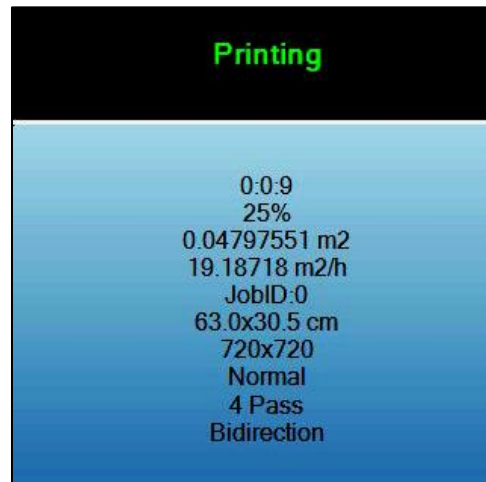 Printing
0:0:9
25%
0.04797551 m2
19.18718 m2/h
JobID:0
63.0x30.5 cm
720x720
Normal
4 Pass
Bidirection